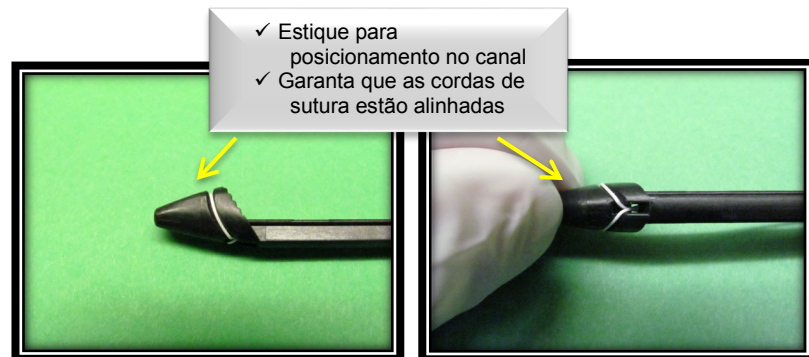 ✓ Estique para
posicionamento no canal
✓ Garanta que as cordas de
sutura estão alinhadas